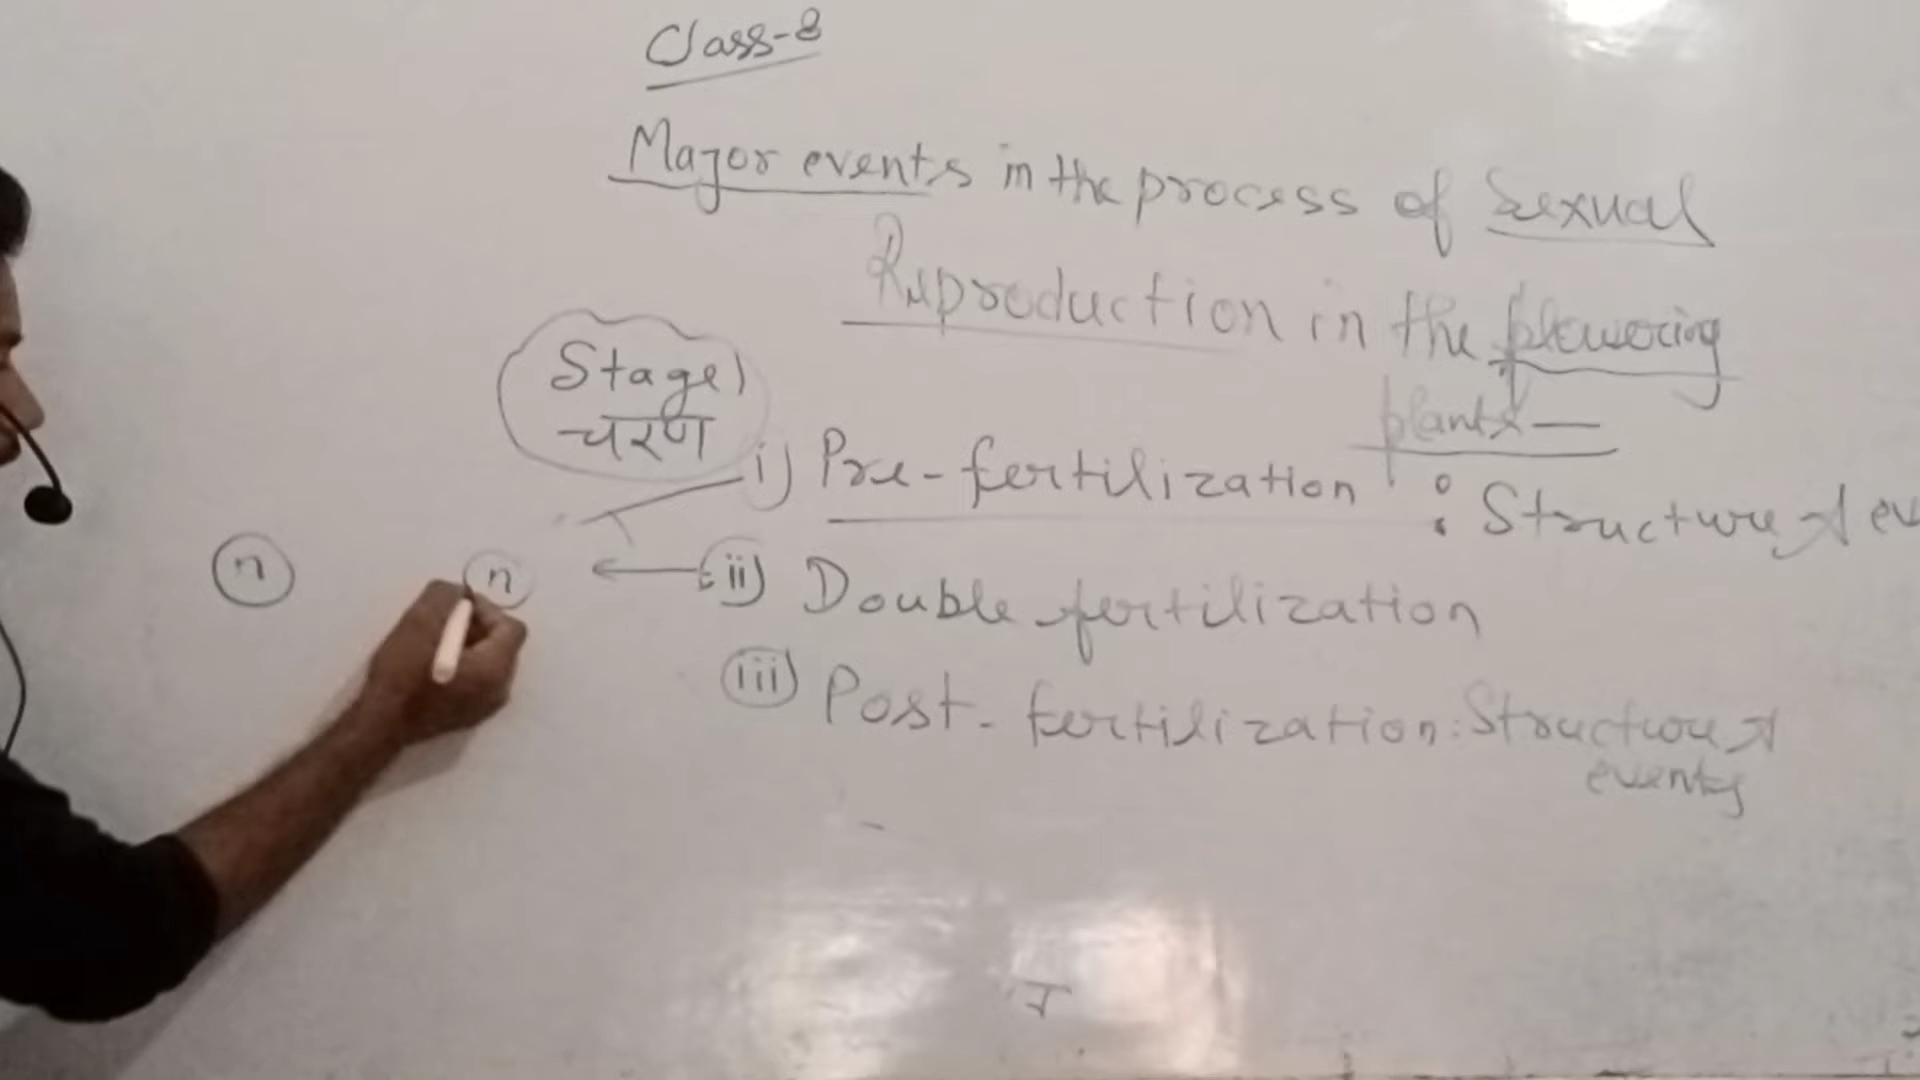 Class-8
Major events in the process of Sexual
Reproduction in the flowering
plants —
Stage)
चरण
i) Pre-fertilization : Structure & ev
n n
ii) Double fertilization
iii) Post-fertilization: Structure &
events